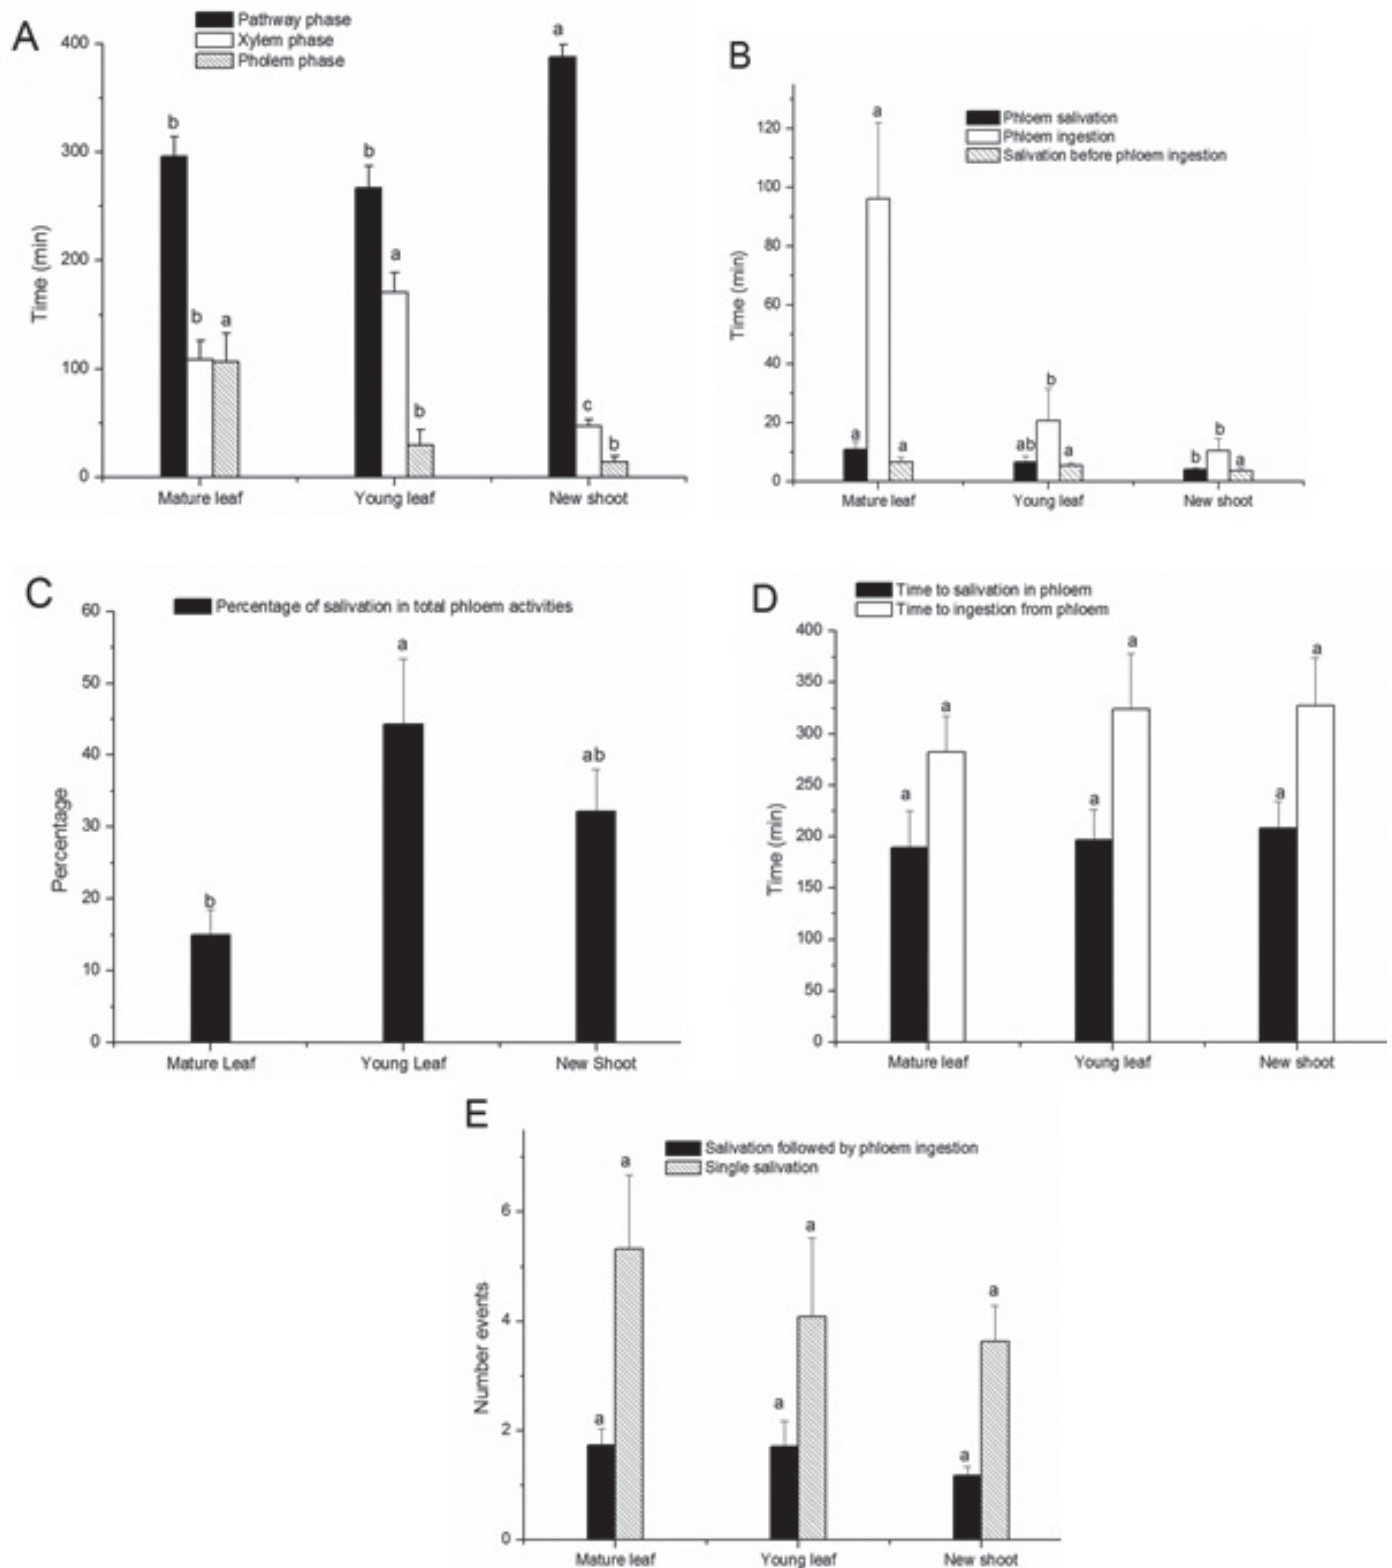 A
Pathway phase
Xylem phase
Pholem phase
400
300
200
100
0
Time (min)
b
b
a
b
a
b
a
c
b
Mature leaf
Young leaf
New shoot
B
Phloem salivation
Phloem ingestion
Salivation before phloem ingestion
120
100
80
60
40
20
0
Time (min)
a
a
a
ab
b
a
b
b
a
Mature leaf
Young leaf
New shoot
C
Percentage of salivation in total phloem activities
60
50
40
30
20
10
0
Percentage
b
a
ab
Mature Leaf
Young Leaf
New Shoot
D
Time to salivation in phloem
Time to ingestion from phloem
400
350
300
250
200
150
100
50
0
Time (min)
a
a
a
a
a
a
Mature leaf
Young leaf
New shoot
E
Salivation followed by phloem ingestion
Single salivation
6
4
2
0
Number events
a
a
a
a
a
a
Mature leaf
Young leaf
New shoot